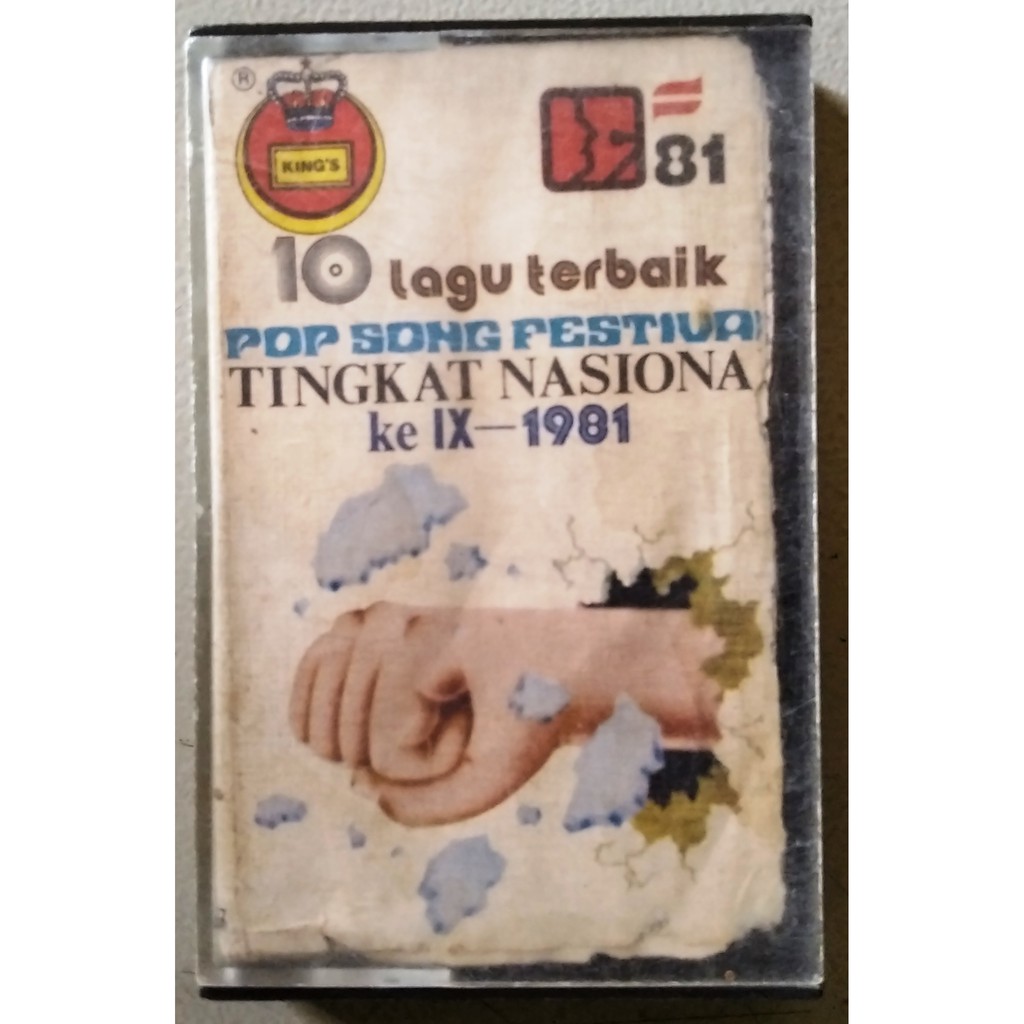 ®
KING'S
81
10 lagu terbaik
POP SONG FESTIVA
TINGKAT NASIONA
ke IX—1981